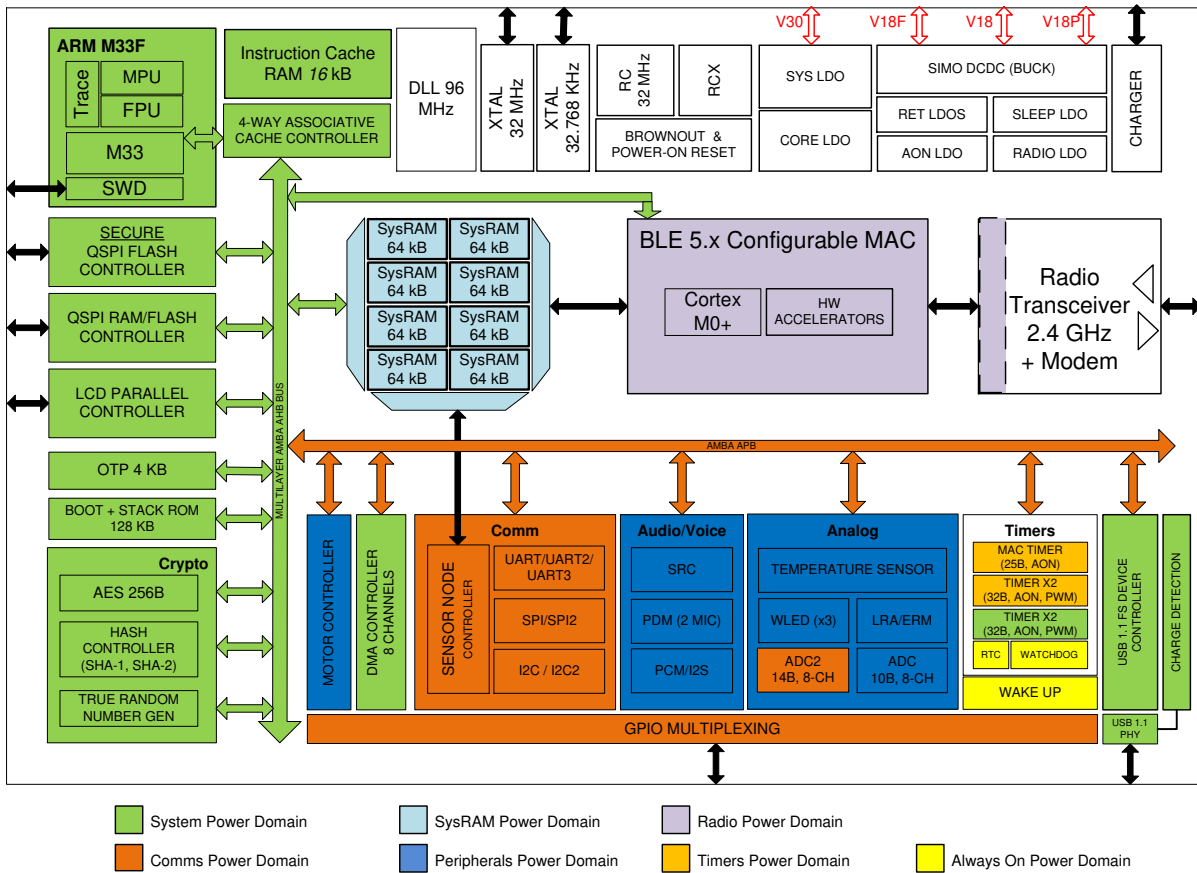 ARM M33F
Trace
MPU
FPU
M33
SWD
Instruction Cache
RAM 16 kB
4-WAY ASSOCIATIVE
CACHE CONTROLLER
DLL 96
MHz
XTAL
32 MHz
XTAL
32.768 KHz
RC
32 MHz
RCX
BROWNOUT &
POWER-ON RESET
V30
V18F
V18
V18P
SYS LDO
CORE LDO
SIMO DCDC (BUCK)
RET LDOS
SLEEP LDO
AON LDO
RADIO LDO
CHARGER
SECURE
QSPI FLASH
CONTROLLER
QSPI RAM/FLASH
CONTROLLER
LCD PARALLEL
CONTROLLER
OTP 4 KB
BOOT + STACK ROM
128 KB
Crypto
AES 256B
HASH
CONTROLLER
(SHA-1, SHA-2)
TRUE RANDOM
NUMBER GEN
MULTILAYER AMBA AHB BUS
SysRAM
64 kB
SysRAM
64 kB
SysRAM
64 kB
SysRAM
64 kB
SysRAM
64 kB
SysRAM
64 kB
SysRAM
64 kB
SysRAM
64 kB
BLE 5.x Configurable MAC
Cortex
M0+
HW
ACCELERATORS
Radio
Transceiver
2.4 GHz
+ Modem
AMBA APB
MOTOR CONTROLLER
DMA CONTROLLER
8 CHANNELS
Comm
SENSOR NODE
CONTROLLER
UART/UART2/
UART3
SPI/SPI2
I2C / I2C2
Audio/Voice
SRC
PDM (2 MIC)
PCM/I2S
Analog
TEMPERATURE SENSOR
WLED (x3)
LRA/ERM
ADC2
14B, 8-CH
ADC
10B, 8-CH
Timers
MAC TIMER
(25B, AON)
TIMER X2
(32B, AON, PWM)
TIMER X2
(32B, AON, PWM)
RTC
WATCHDOG
WAKE UP
USB 1.1 FS DEVICE
CONTROLLER
CHARGE DETECTION
GPIO MULTIPLEXING
USB 1.1
PHY
System Power Domain
SysRAM Power Domain
Radio Power Domain
Comms Power Domain
Peripherals Power Domain
Timers Power Domain
Always On Power Domain